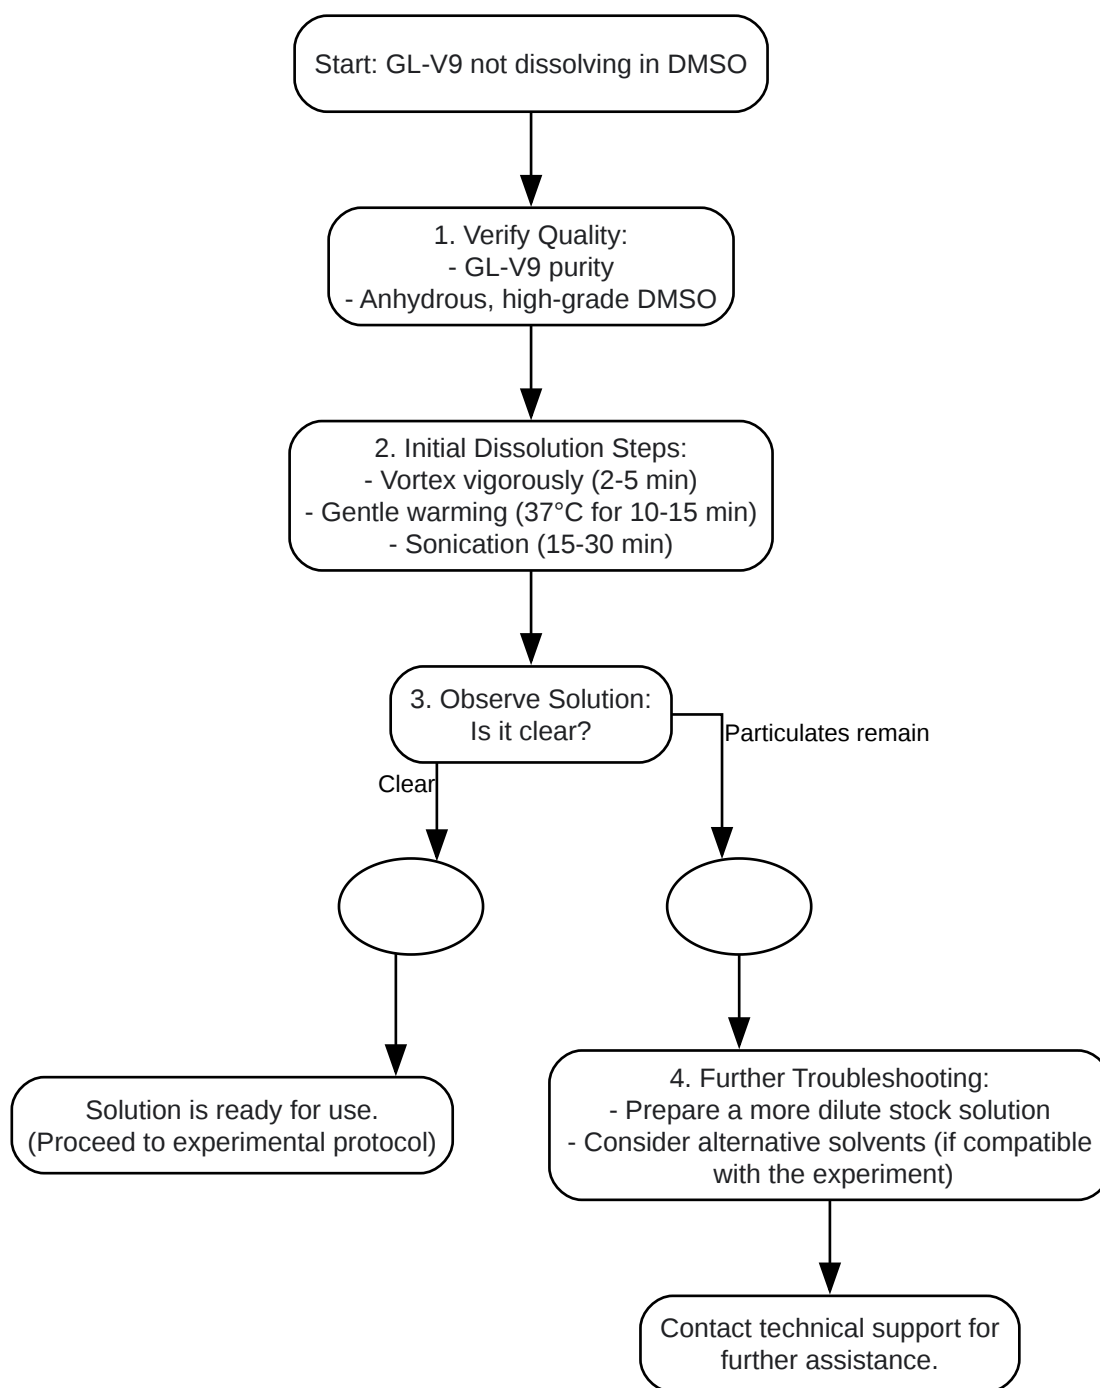 Start: GL-V9 not dissolving in DMSO
1. Verify Quality:
- GL-V9 purity
- Anhydrous, high-grade DMSO
2. Initial Dissolution Steps:
- Vortex vigorously (2-5 min)
- Gentle warming (37°C for 10-15 min)
- Sonication (15-30 min)
3. Observe Solution:
Is it clear?
Particulates remain
Clear
Solution is ready for use.
(Proceed to experimental protocol)
4. Further Troubleshooting:
- Prepare a more dilute stock solution
- Consider alternative solvents (if compatible
with the experiment)
Contact technical support for
further assistance.